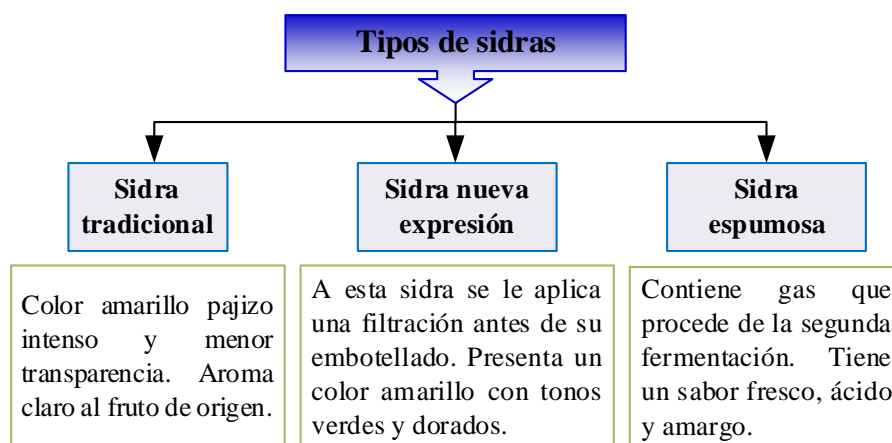 Tipos de sidras
Sidra
tradicional
Sidra nueva
expresión
Sidra
espumosa
Color amarillo pajizo
intenso y menor
transparencia. Aroma
claro al fruto de origen.
A esta sidra se le aplica
una filtración antes de su
embotellado. Presenta un
color amarillo con tonos
verdes y dorados.
Contiene gas que
procede de la segunda
fermentación. Tiene
un sabor fresco, ácido
y amargo.